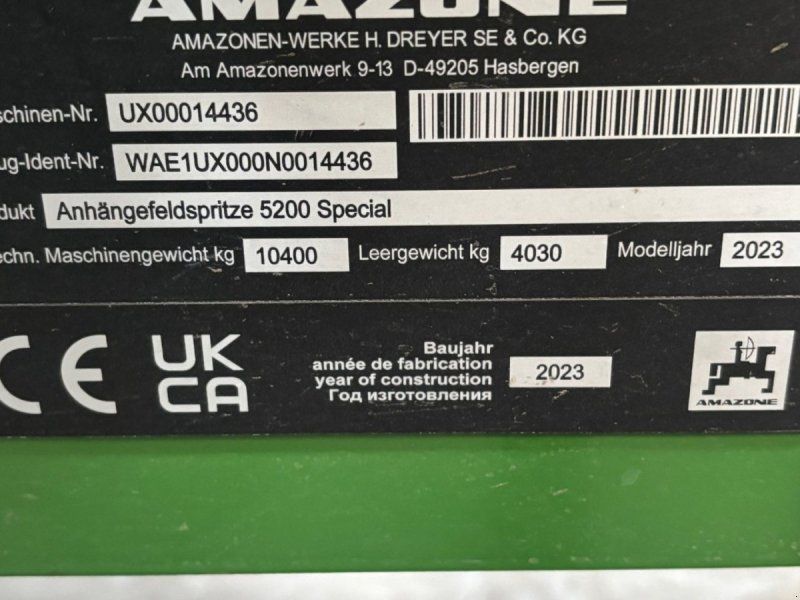 AMAZONE
AMAZONEN-WERKE H. DREYER SE & Co. KG
Am Amazonenwerk 9-13 D-49205 Hasbergen
schinen-Nr. UX00014436
ug-Ident-Nr. WAE1UX000N0014436
dukt Anhängefeldspritze 5200 Special
echn. Maschinengewicht kg 10400 Leergewicht kg 4030 Modelljahr 2023
CE UK CA
Baujahr
année de fabrication
year of construction 2023
Год изготовления
AMAZONE